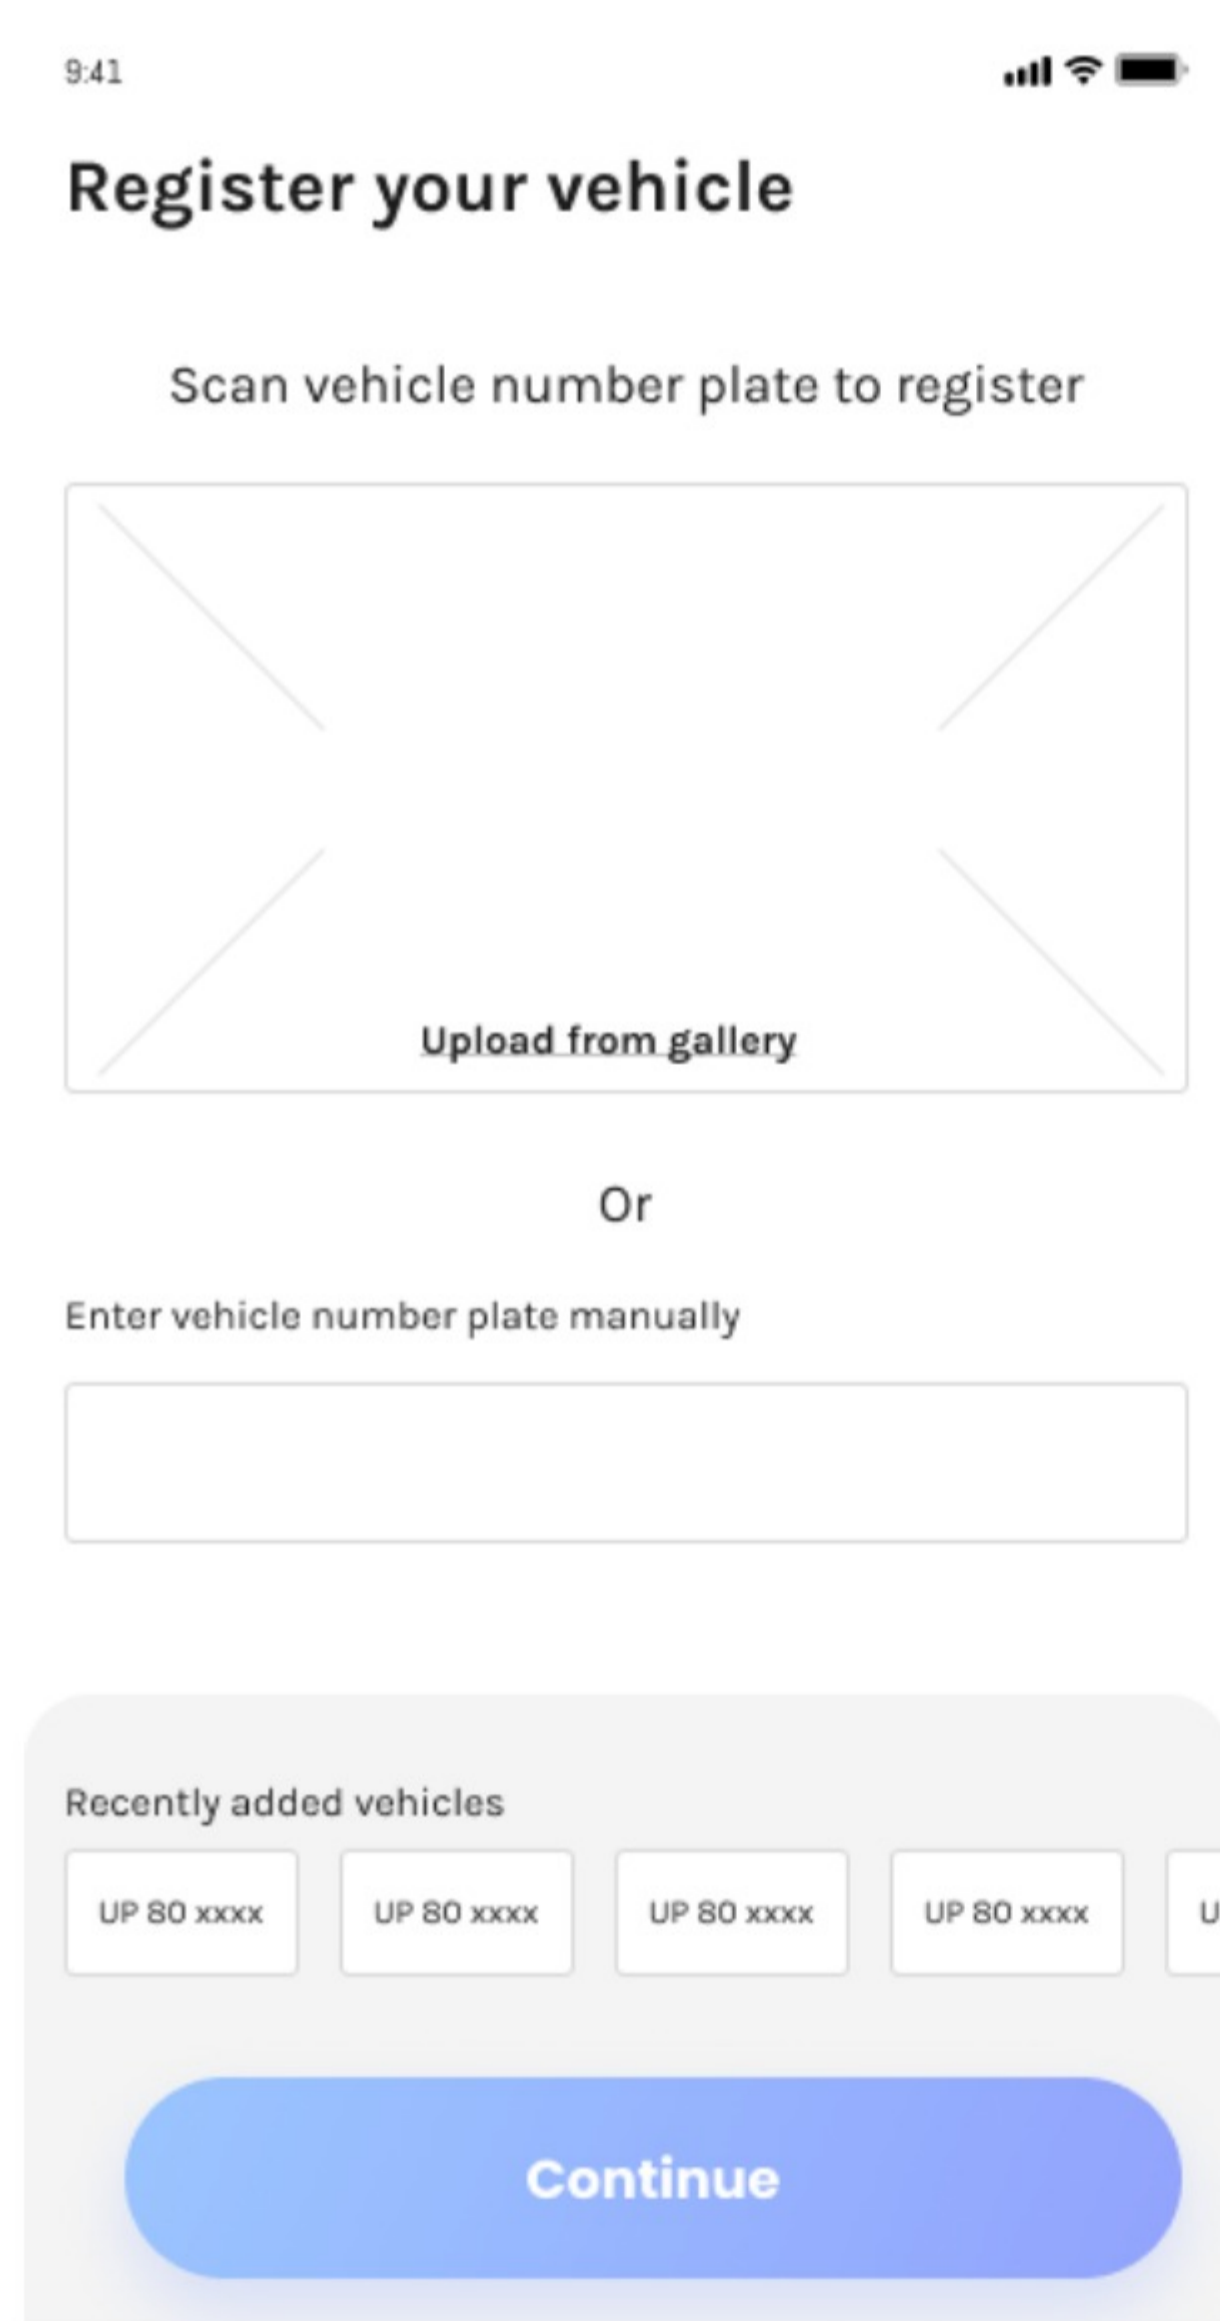 9:41
Register your vehicle
Scan vehicle number plate to register
Upload from gallery
Or
Enter vehicle number plate manually
Recently added vehicles
UP 80 xxxx UP 80 xxxx UP 80 xxxx UP 80 xxxx U
Continue